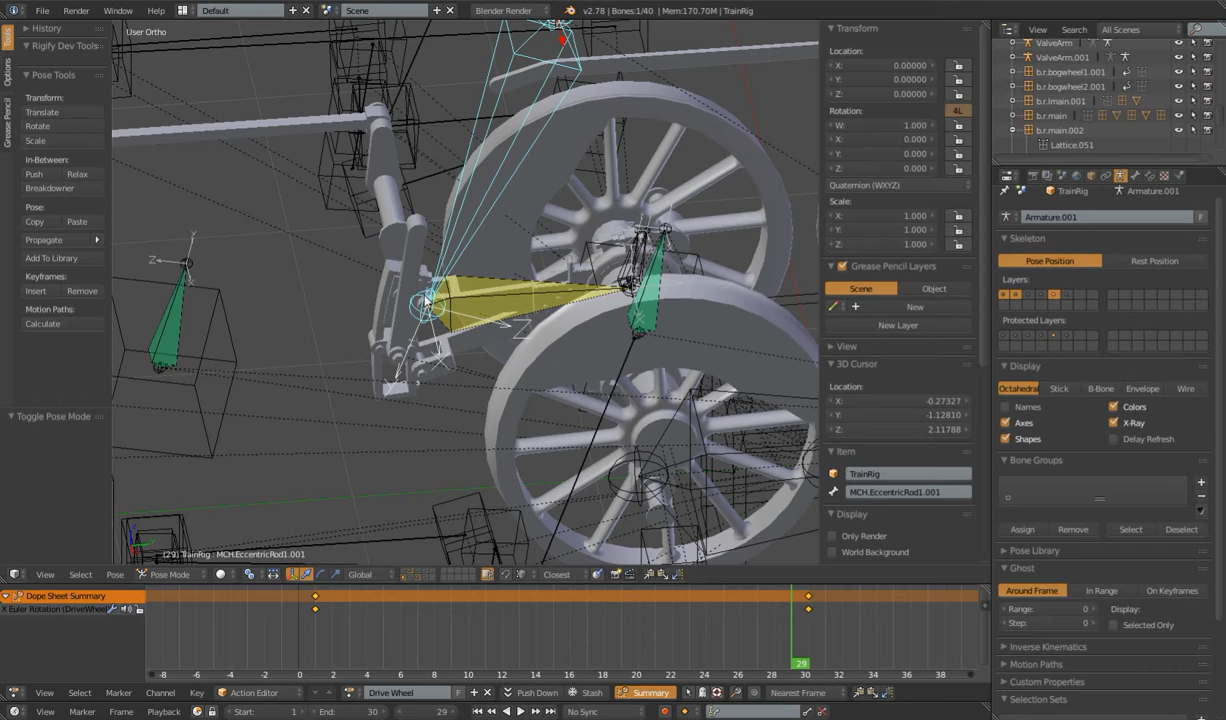 File Render Window Help Default Scene Blender Render v2.78 | Bones:1/40 | Mem:170.70M | TrainRig
User Ortho
Tools
Options
Grease Pencil
History
Rigify Dev Tools
Pose Tools
Transform:
Translate
Rotate
Scale
In-Between:
Push Relax
Breakdowner
Pose:
Copy Paste
Propagate
Add To Library
Keyframes:
Insert Remove
Motion Paths:
Calculate
Toggle Pose Mode
Y
Z
X
Z
(29) TrainRig : MCH.EccentricRod1.001
Transform
Location:
X: 0.00000
Y: 0.00000
Z: 0.00000
Rotation: 4L
W: 1.000
X: 0.000
Y: 0.000
Z: 0.000
Quaternion (WXYZ)
Scale:
X: 1.000
Y: 1.000
Z: 1.000
Grease Pencil Layers
Scene Object
New
New Layer
View
3D Cursor
Location:
X: -0.27327
Y: -1.12810
Z: 2.11788
Item
TrainRig
MCH.EccentricRod1.001
Display
Only Render
World Background
View Search All Scenes
ValveArm
ValveArm.001
b.r.bogwheel1.001
b.r.bogwheel2.001
b.r.lmain.001
b.r.main
b.r.main.002
Lattice.051
TrainRig Armature.001
Armature.001 F
Skeleton
Pose Position Rest Position
Layers:
Protected Layers:
Display
Octahedral Stick B-Bone Envelope Wire
Names Colors
Axes X-Ray
Shapes Delay Refresh
Bone Groups
Assign Remove Select Deselect
Pose Library
Ghost
Around Frame In Range On Keyframes
Range: 0 Display:
Step: 0 Selected Only
Inverse Kinematics
Motion Paths
Custom Properties
Selection Sets
View Select Pose Pose Mode Global Closest
Dope Sheet Summary
X Euler Rotation (DriveWheel
29
-8 -6 -4 -2 0 2 4 6 8 10 12 14 16 18 20 22 24 26 28 30 32 34 36 38
View Select Marker Channel Key Action Editor Drive Wheel F Push Down Stash Summary Nearest Frame
View Marker Frame Playback Start: 1 End: 30 29 No Sync